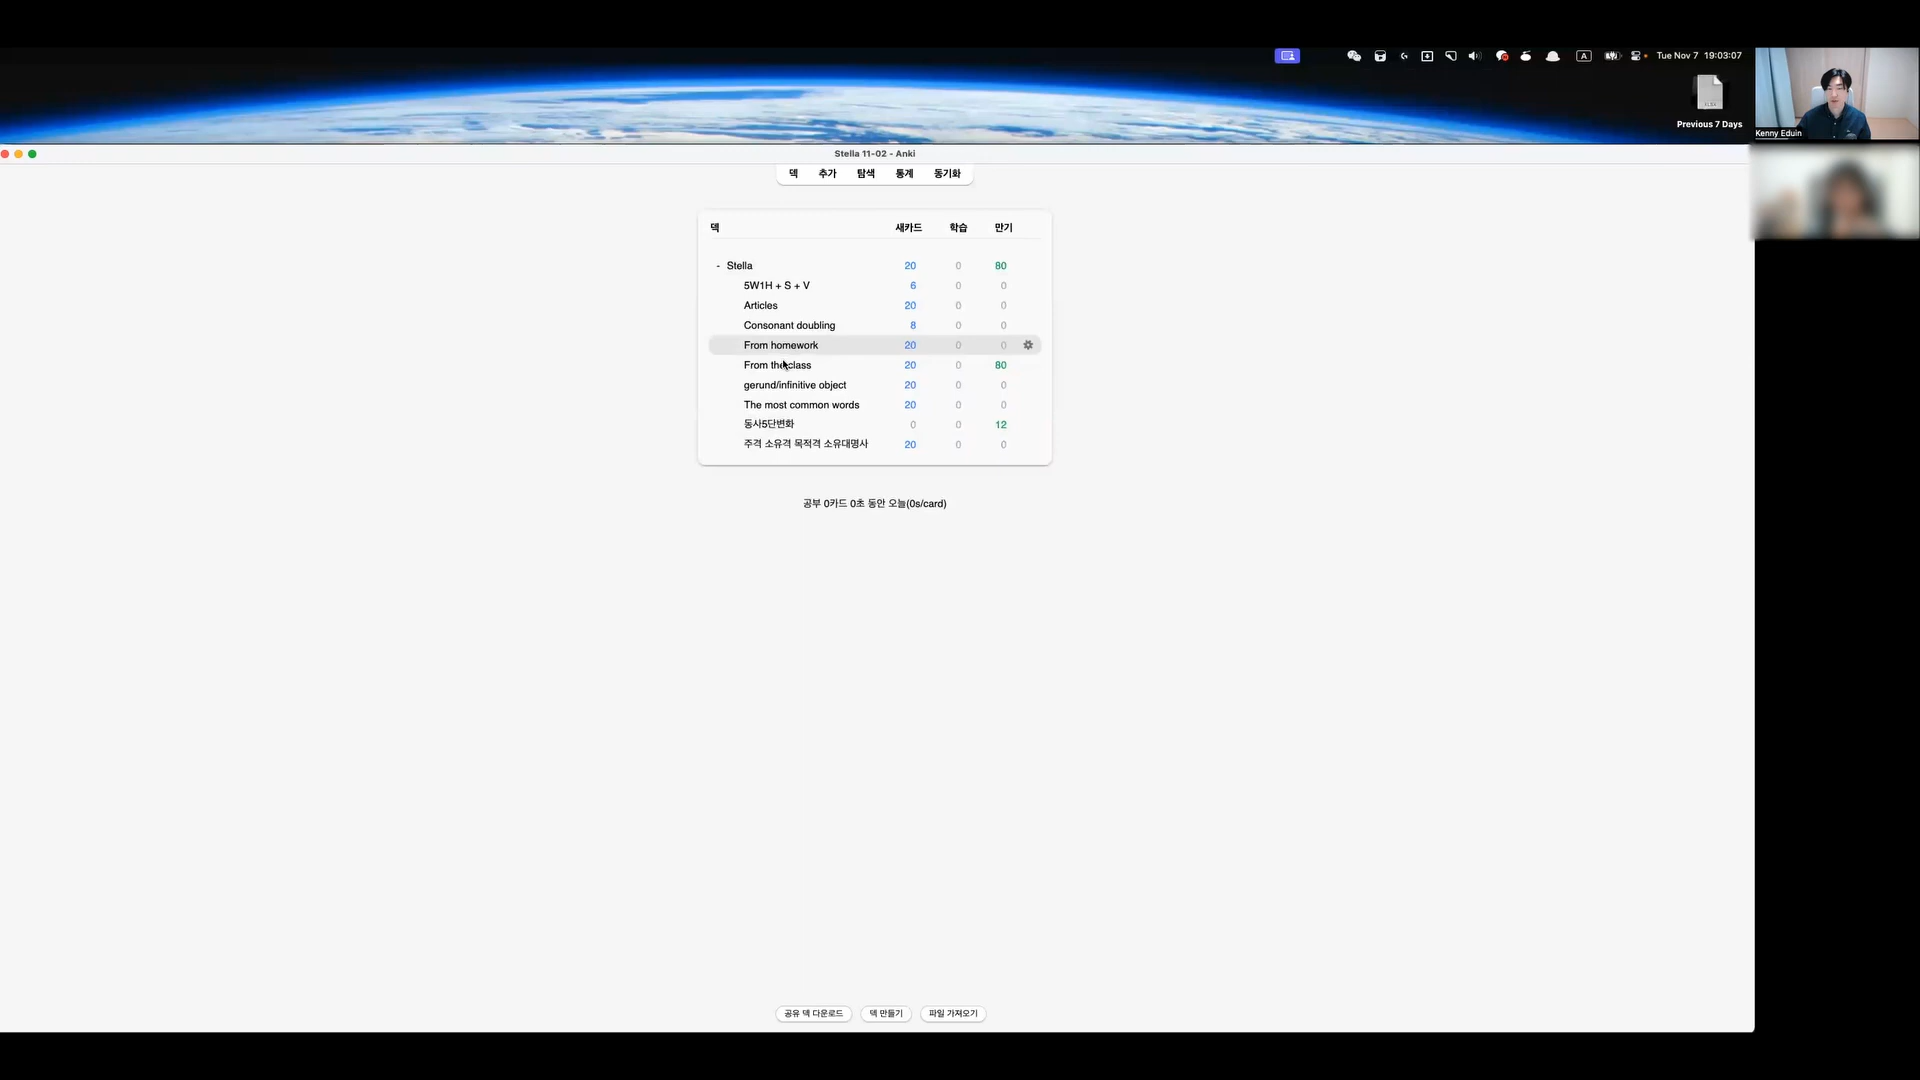 A
Tue Nov 7 19:03:07
Previous 7 Days
Kenny Eduin
Stella 11-02 - Anki
덱 추가 탐색 통계 동기화
덱 새카드 학습 만기
- Stella 20 0 80
5W1H + S + V 6 0 0
Articles 20 0 0
Consonant doubling 8 0 0
From homework 20 0 0
From the class 20 0 80
gerund/infinitive object 20 0 0
The most common words 20 0 0
동사5단변화 0 0 12
주격 소유격 목적격 소유대명사 20 0 0
공부 0카드 0초 동안 오늘(0s/card)
공유 덱 다운로드 덱 만들기 파일 가져오기